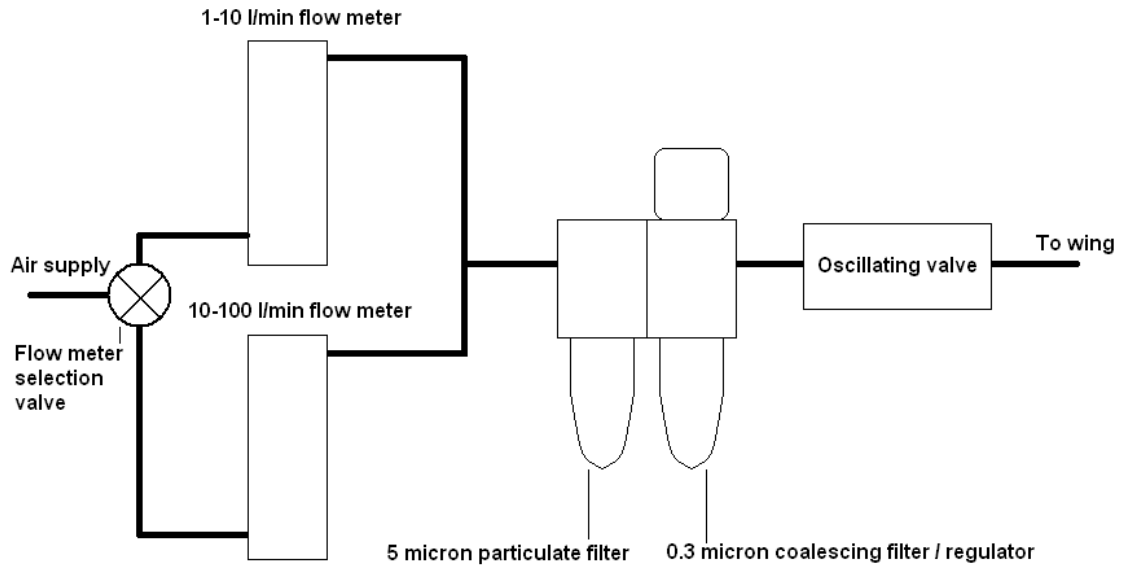 1-10 l/min flow meter
Air supply
10-100 l/min flow meter
Flow meter
selection
valve
Oscillating valve
To wing
5 micron particulate filter
0.3 micron coalescing filter / regulator